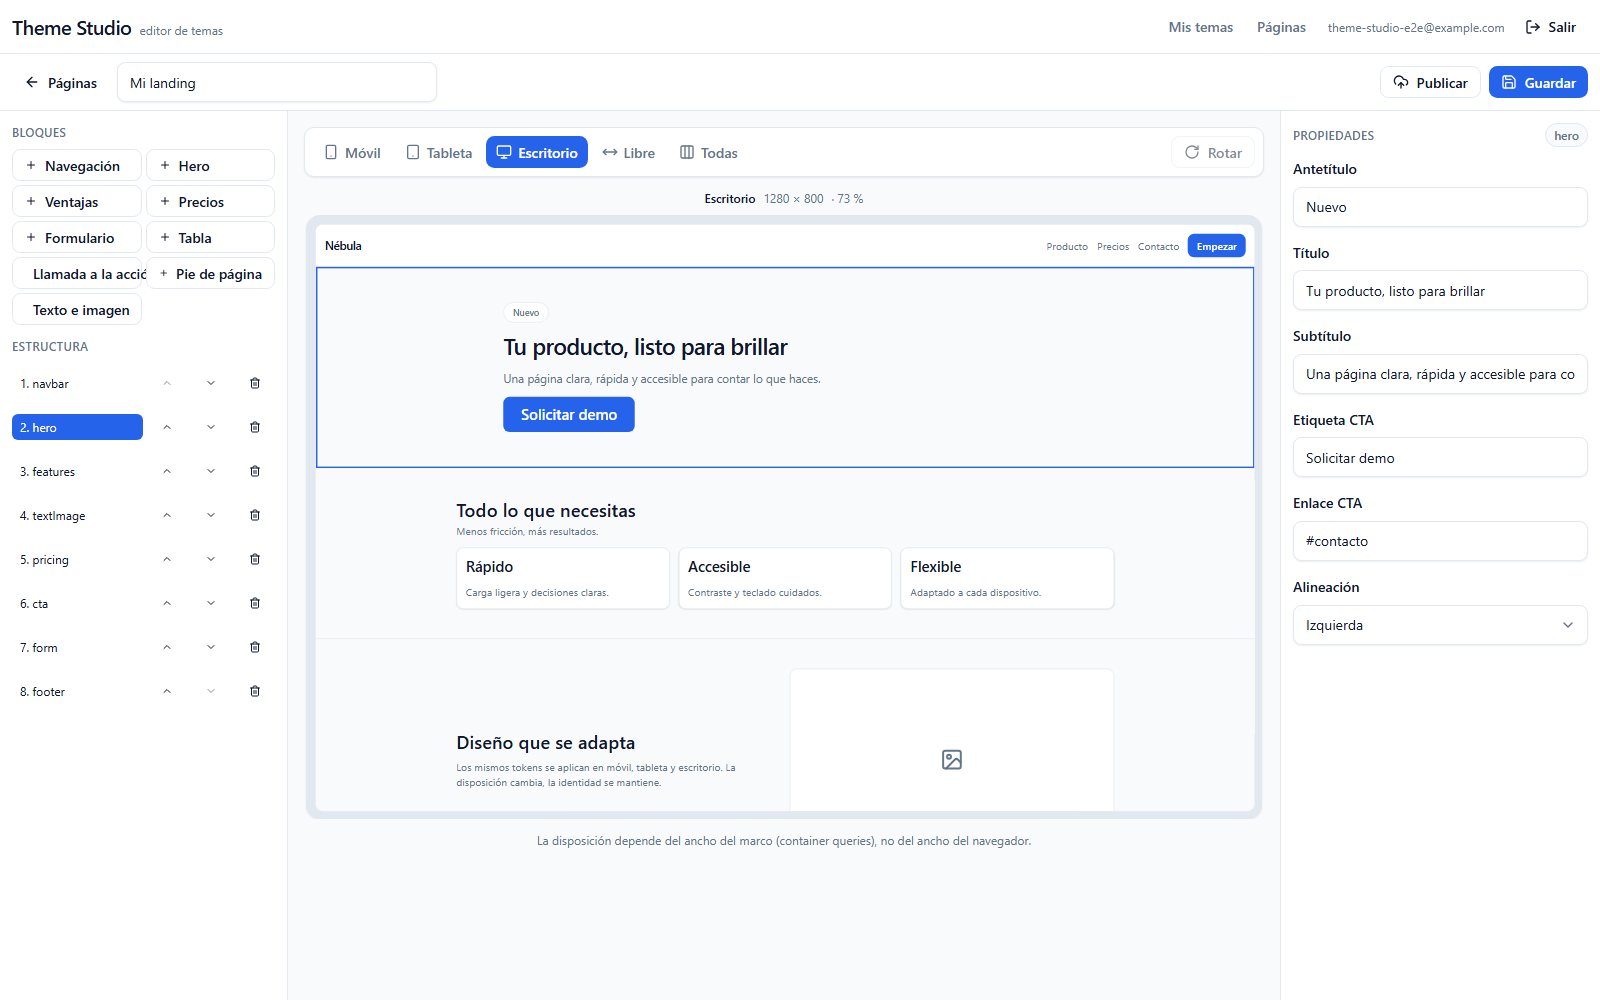 Theme Studio editor de temas
Mis temas Páginas theme-studio-e2e@example.com Salir
Páginas Mi landing Publicar Guardar
BLOQUES
+ Navegación + Hero
+ Ventajas + Precios
+ Formulario + Tabla
Llamada a la acció + Pie de página
Texto e imagen
ESTRUCTURA
1. navbar
2. hero
3. features
4. textImage
5. pricing
6. cta
7. form
8. footer
Móvil Tableta Escritorio Libre Todas Rotar
Escritorio 1280 × 800 · 73 %
Nébula Producto Precios Contacto Empezar
Nuevo
Tu producto, listo para brillar
Una página clara, rápida y accesible para contar lo que haces.
Solicitar demo
Todo lo que necesitas
Menos fricción, más resultados.
Rápido Accesible Flexible
Carga ligera y decisiones claras. Contraste y teclado cuidados. Adaptado a cada dispositivo.
Diseño que se adapta
Los mismos tokens se aplican en móvil, tableta y escritorio. La
disposición cambia, la identidad se mantiene.
La disposición depende del ancho del marco (container queries), no del ancho del navegador.
PROPIEDADES hero
Antetítulo
Nuevo
Título
Tu producto, listo para brillar
Subtítulo
Una página clara, rápida y accesible para co
Etiqueta CTA
Solicitar demo
Enlace CTA
#contacto
Alineación
Izquierda